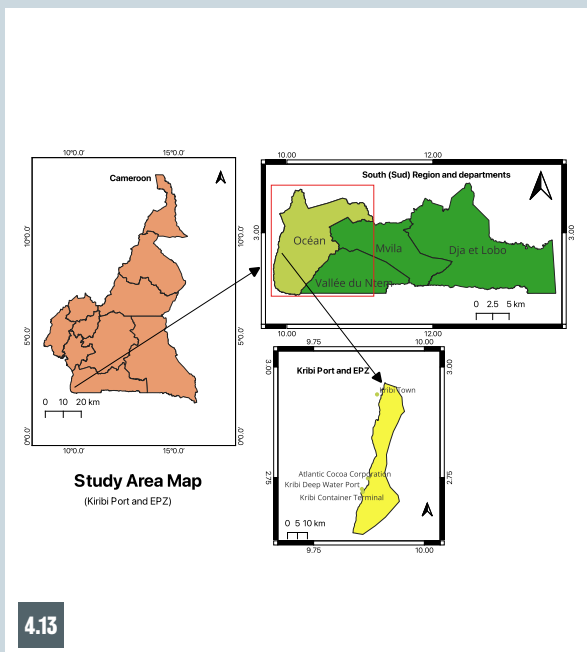 10°0.0' 15°0.0'
Cameroon
10°0.0' 10°0.0'
5°0.0' 5°0.0'
0°0.0' 0°0.0'
0 10 20 km
10°0.0' 15°0.0'
10.00 12.00
South (Sud) Region and departments
3.00 3.00
Océan
Mvila
Dja et Lobo
Vallée du Ntem
0 2.5 5 km
10.00 12.00
9.75 10.00
3.00 3.00
Kribi Port and EPZ
Kribi Town
2.75 2.75
Atlantic Cocoa Corporation
Kribi Deep Water Port
Kribi Container Terminal
0 5 10 km
9.75 10.00
Study Area Map
(Kiribi Port and EPZ)
4.13